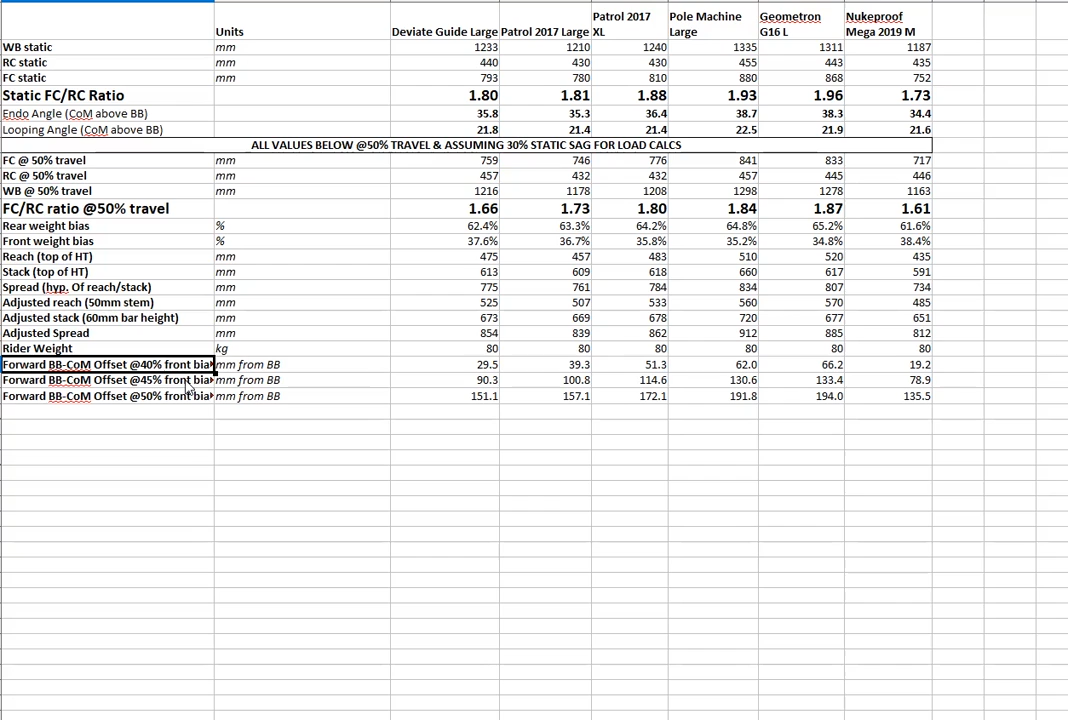 Patrol 2017 Pole Machine Geometron Nukeproof
Units Deviate Guide Large Patrol 2017 Large XL Large G16 L Mega 2019 M
WB static mm 1233 1210 1240 1335 1311 1187
RC static mm 440 430 430 455 443 435
FC static mm 793 780 810 880 868 752
Static FC/RC Ratio 1.80 1.81 1.88 1.93 1.96 1.73
Endo Angle (CoM above BB) 35.8 35.3 36.4 38.7 38.3 34.4
Looping Angle (CoM above BB) 21.8 21.4 21.4 22.5 21.9 21.6
ALL VALUES BELOW @50% TRAVEL & ASSUMING 30% STATIC SAG FOR LOAD CALCS
FC @ 50% travel mm 759 746 776 841 833 717
RC @ 50% travel mm 457 432 432 457 445 446
WB @ 50% travel mm 1216 1178 1208 1298 1278 1163
FC/RC ratio @50% travel 1.66 1.73 1.80 1.84 1.87 1.61
Rear weight bias % 62.4% 63.3% 64.2% 64.8% 65.2% 61.6%
Front weight bias % 37.6% 36.7% 35.8% 35.2% 34.8% 38.4%
Reach (top of HT) mm 475 457 483 510 520 435
Stack (top of HT) mm 613 609 618 660 617 591
Spread (hyp. Of reach/stack) mm 775 761 784 834 807 734
Adjusted reach (50mm stem) mm 525 507 533 560 570 485
Adjusted stack (60mm bar height) mm 673 669 678 720 677 651
Adjusted Spread mm 854 839 862 912 885 812
Rider Weight kg 80 80 80 80 80 80
Forward BB-CoM Offset @40% front bia mm from BB 29.5 39.3 51.3 62.0 66.2 19.2
Forward BB-CoM Offset @45% front bia mm from BB 90.3 100.8 114.6 130.6 133.4 78.9
Forward BB-CoM Offset @50% front bia mm from BB 151.1 157.1 172.1 191.8 194.0 135.5